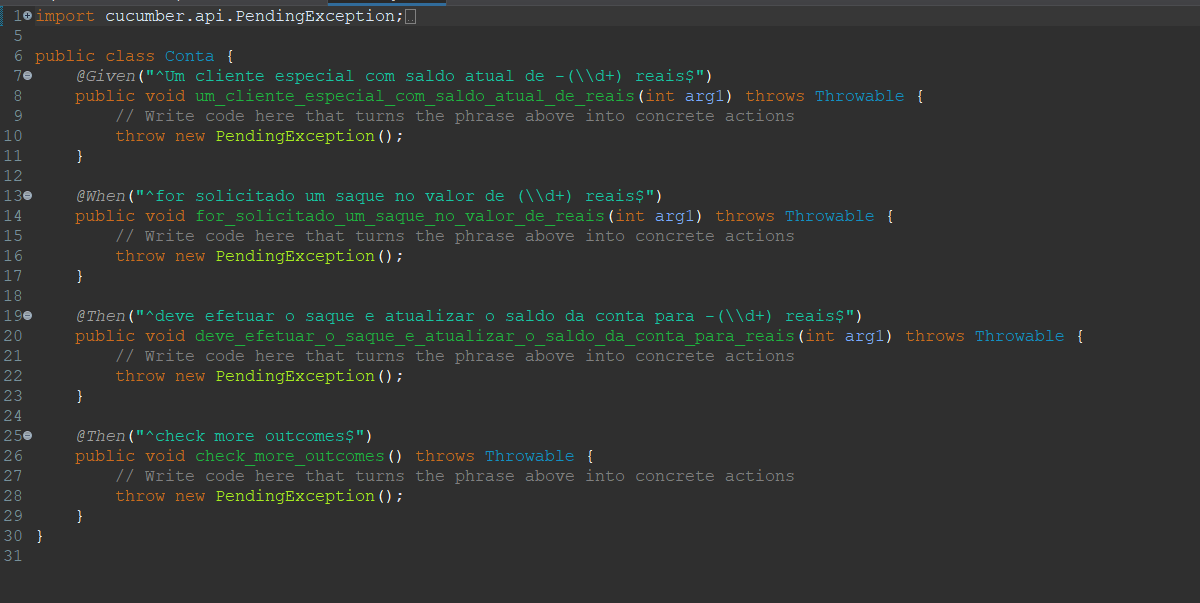 1 import cucumber.api.PendingException;
5
6 public class Conta {
7     @Given("^Um cliente especial com saldo atual de -(\\d+) reais$")
8     public void um_cliente_especial_com_saldo_atual_de_reais(int arg1) throws Throwable {
9         // Write code here that turns the phrase above into concrete actions
10         throw new PendingException();
11     }
12
13     @When("^for solicitado um saque no valor de (\\d+) reais$")
14     public void for_solicitado_um_saque_no_valor_de_reais(int arg1) throws Throwable {
15         // Write code here that turns the phrase above into concrete actions
16         throw new PendingException();
17     }
18
19     @Then("^deve efetuar o saque e atualizar o saldo da conta para -(\\d+) reais$")
20     public void deve_efetuar_o_saque_e_atualizar_o_saldo_da_conta_para_reais(int arg1) throws Throwable {
21         // Write code here that turns the phrase above into concrete actions
22         throw new PendingException();
23     }
24
25     @Then("^check more outcomes$")
26     public void check_more_outcomes() throws Throwable {
27         // Write code here that turns the phrase above into concrete actions
28         throw new PendingException();
29     }
30 }
31